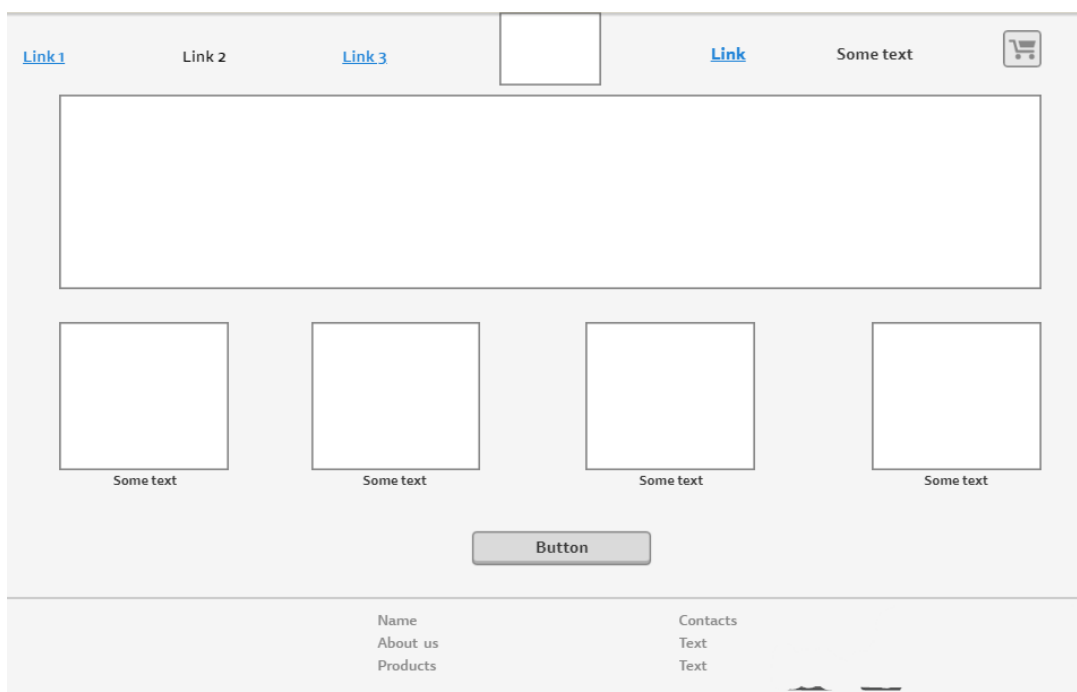 Link 1 Link 2 Link 3 Link Some text
Some text Some text Some text Some text
Button
Name Contacts
About us Text
Products Text